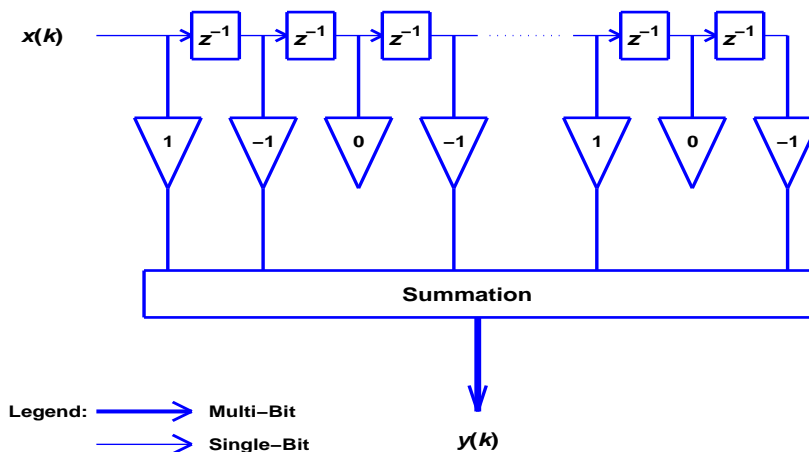 x(k)
z⁻¹ z⁻¹ z⁻¹ z⁻¹ z⁻¹
1 −1 0 −1 1 0 −1
Summation
Legend: Multi−Bit
Single−Bit
y(k)